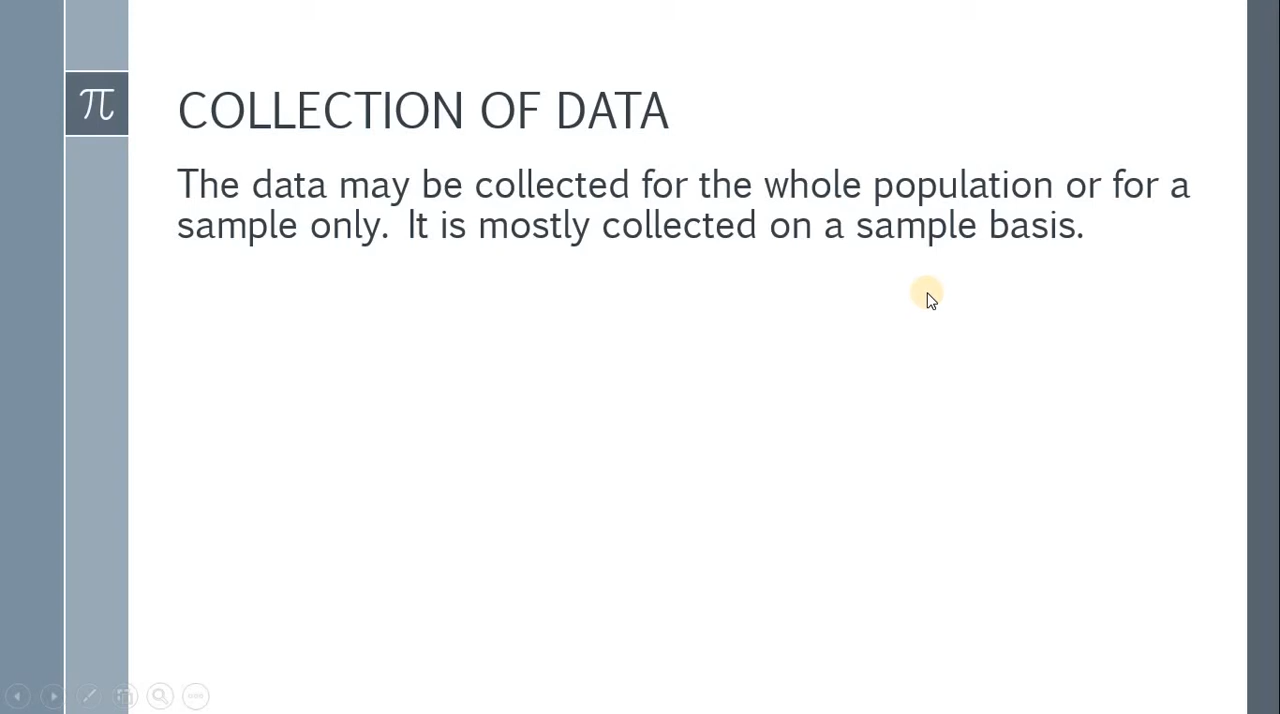 π
COLLECTION OF DATA
The data may be collected for the whole population or for a
sample only. It is mostly collected on a sample basis.